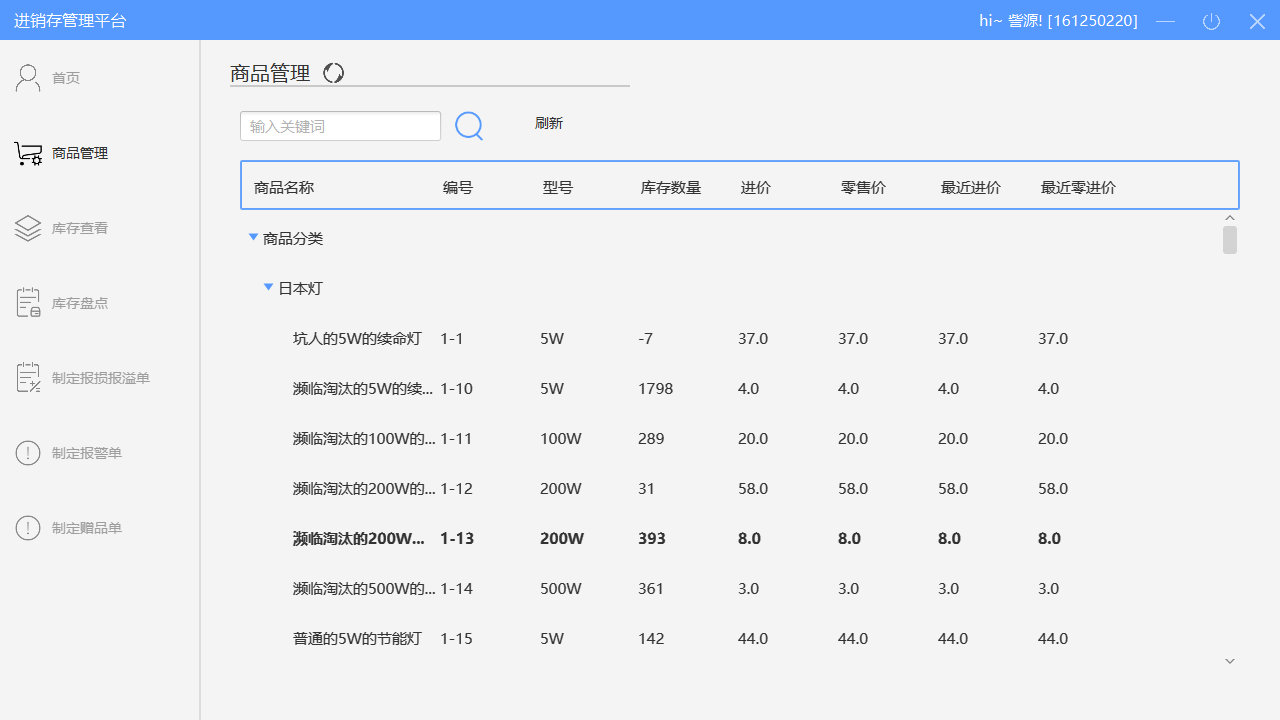 进销存管理平台 hi~ 訾源! [161250220]
首页
商品管理
库存查看
库存盘点
制定报损报溢单
制定报警单
制定赠品单
商品管理
输入关键词 刷新
商品名称 编号 型号 库存数量 进价 零售价 最近进价 最近零进价
商品分类
日本灯
坑人的5W的续命灯 1-1 5W -7 37.0 37.0 37.0 37.0
濒临淘汰的5W的续... 1-10 5W 1798 4.0 4.0 4.0 4.0
濒临淘汰的100W的... 1-11 100W 289 20.0 20.0 20.0 20.0
濒临淘汰的200W的... 1-12 200W 31 58.0 58.0 58.0 58.0
濒临淘汰的200W... 1-13 200W 393 8.0 8.0 8.0 8.0
濒临淘汰的500W的... 1-14 500W 361 3.0 3.0 3.0 3.0
普通的5W的节能灯 1-15 5W 142 44.0 44.0 44.0 44.0